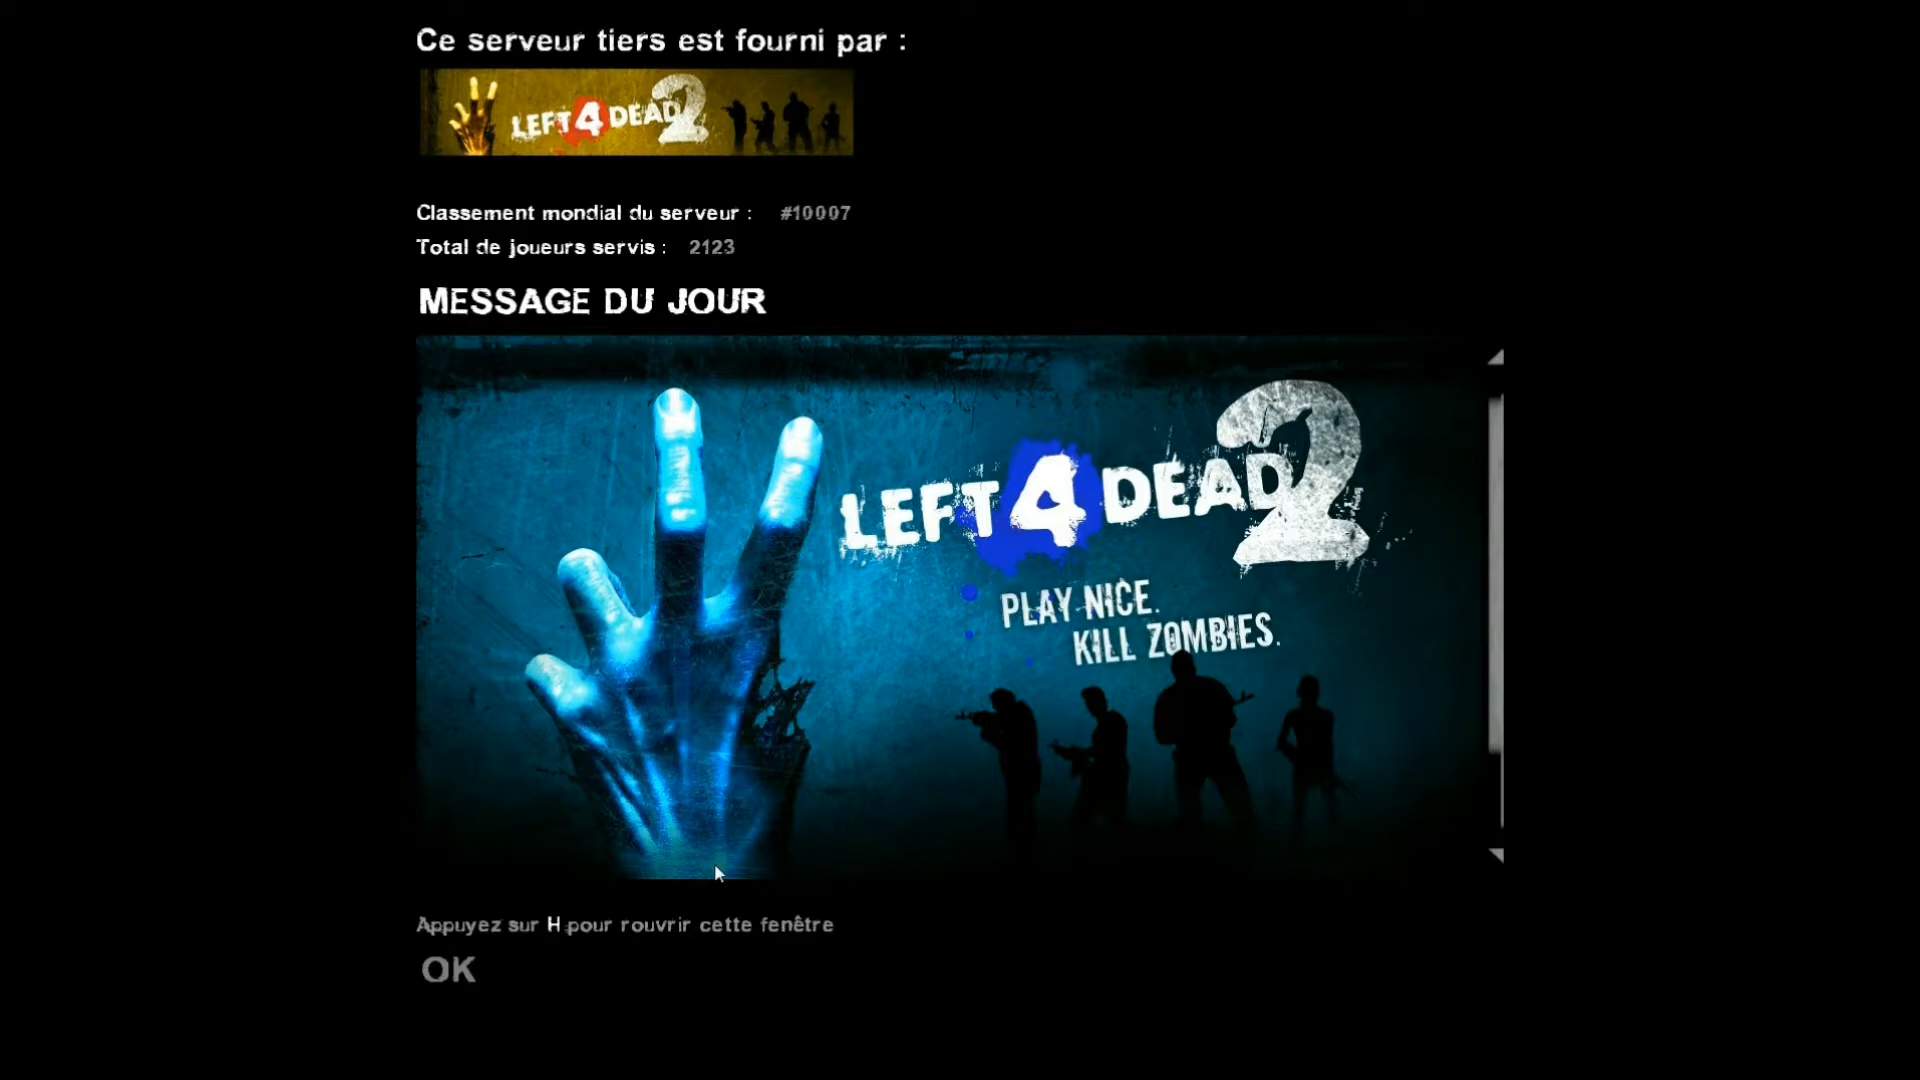 Ce serveur tiers est fourni par :
LEFT 4 DEAD 2
Classement mondial du serveur : #10007
Total de joueurs servis : 2123
MESSAGE DU JOUR
LEFT 4 DEAD 2
PLAY NICE.
KILL ZOMBIES.
Appuyez sur H pour rouvrir cette fenêtre
OK